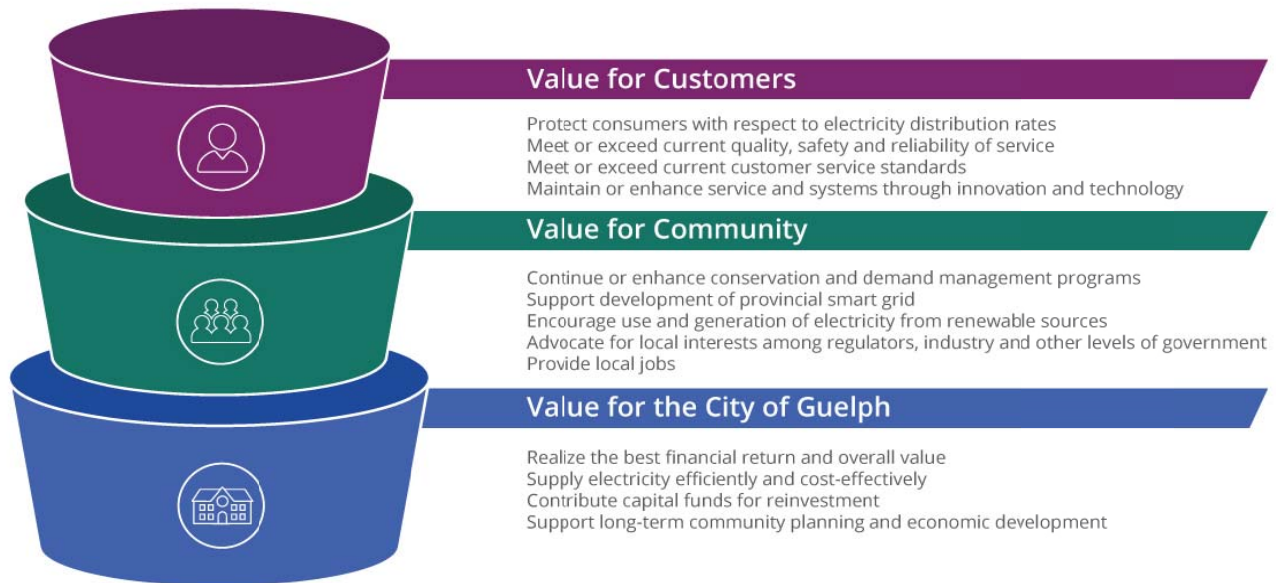 Value for Customers
Protect consumers with respect to electricity distribution rates
Meet or exceed current quality, safety and reliability of service
Meet or exceed current customer service standards
Maintain or enhance service and systems through innovation and technology
Value for Community
Continue or enhance conservation and demand management programs
Support development of provincial smart grid
Encourage use and generation of electricity from renewable sources
Advocate for local interests among regulators, industry and other levels of government
Provide local jobs
Value for the City of Guelph
Realize the best financial return and overall value
Supply electricity efficiently and cost-effectively
Contribute capital funds for reinvestment
Support long-term community planning and economic development